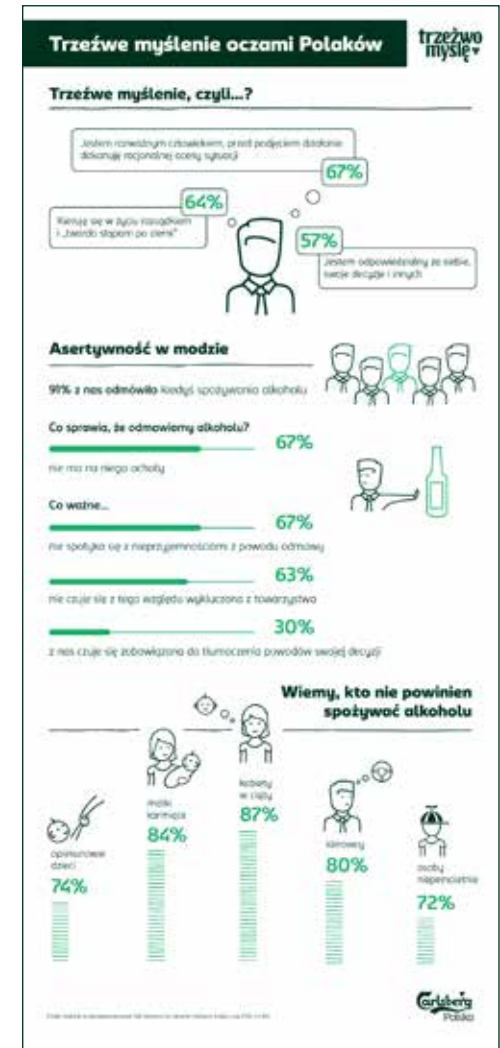 Trzeźwe myślenie oczami Polaków
trzeźwo
myślę
Trzeźwe myślenie, czyli...?
Jestem rozważnym człowiekiem, przed podjęciem działania
dokonuję racjonalnej oceny sytuacji
67%
64%
Kieruję się w życiu rozsądkiem
i „twardo stąpam po ziemi”
57%
Jestem odpowiedzialny za siebie,
swoje decyzje i innych
Asertywność w modzie
91% z nas odmówiło kiedyś spożywania alkoholu
Co sprawia, że odmawiamy alkoholu?
67%
nie ma na niego ochoty
Co ważne...
67%
nie spotyka się z nieprzyjemnościami z powodu odmowy
63%
nie czuje się z tego względu wykluczona z towarzystwa
30%
z nas czuje się zobowiązana do tłumaczenia powodów swojej decyzji
Wiemy, kto nie powinien
spożywać alkoholu
opiekunowie
dzieci
74%
matki
karmiące
84%
kobiety
w ciąży
87%
kierowcy
80%
osoby
niepełnoletnie
72%
Carlsberg
Polska